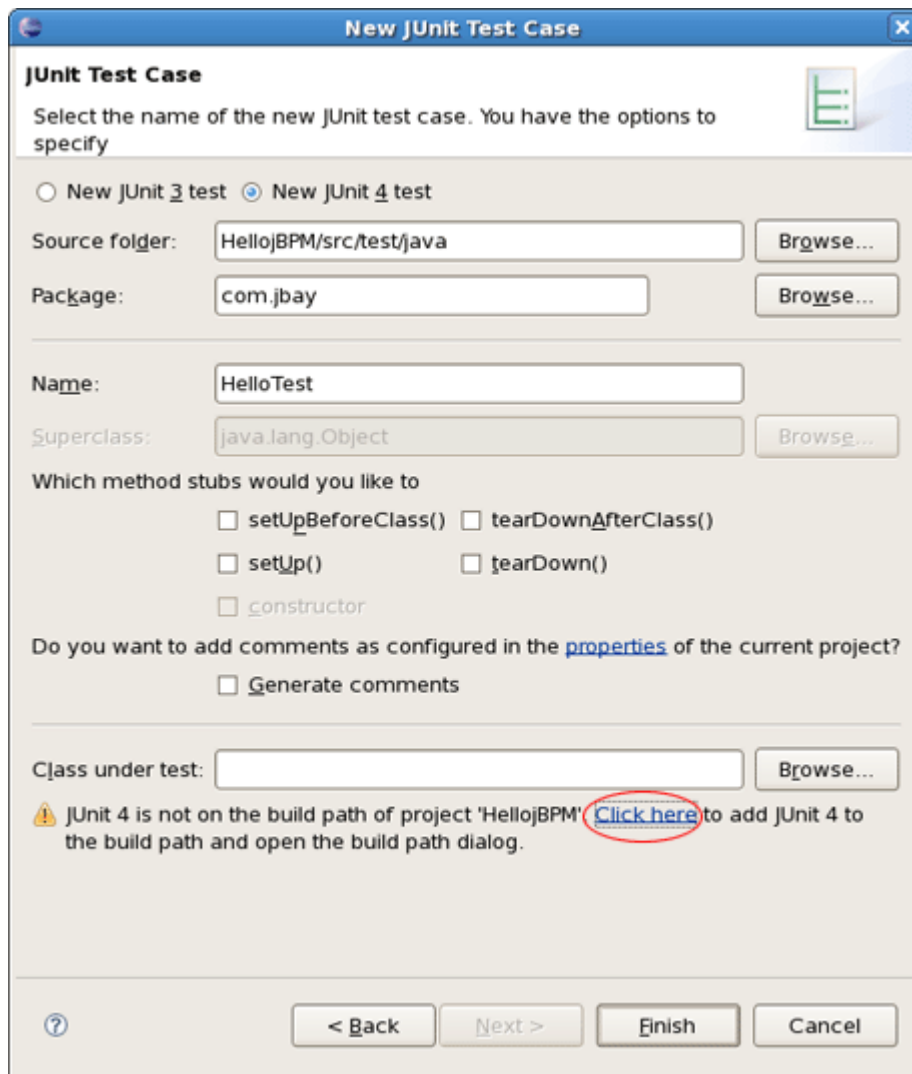 New JUnit Test Case
JUnit Test Case
Select the name of the new JUnit test case. You have the options to
specify
New JUnit 3 test New JUnit 4 test
Source folder: HellojBPM/src/test/java Browse...
Package: com.jbay Browse...
Name: HelloTest
Superclass: java.lang.Object Browse...
Which method stubs would you like to
setUpBeforeClass() tearDownAfterClass()
setUp() tearDown()
constructor
Do you want to add comments as configured in the properties of the current project?
Generate comments
Class under test: Browse...
JUnit 4 is not on the build path of project 'HellojBPM' Click here to add JUnit 4 to
the build path and open the build path dialog.
? < Back Next > Finish Cancel